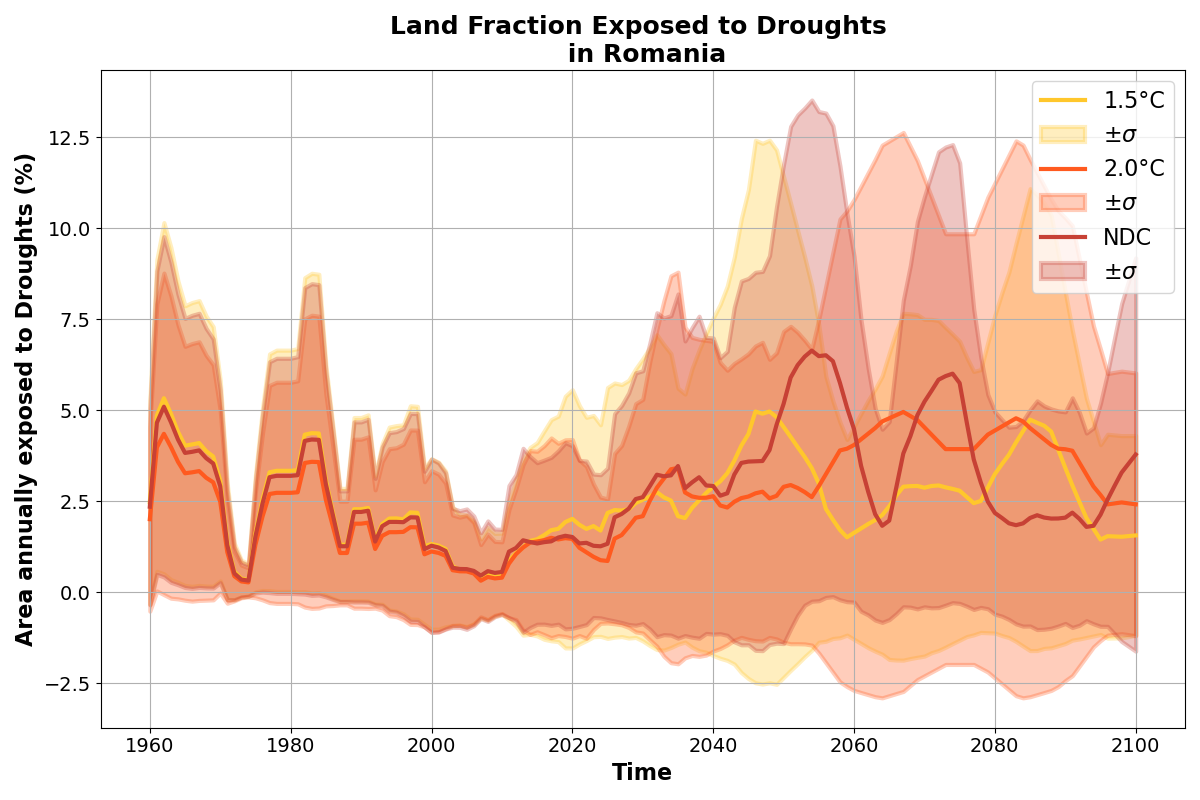 Land Fraction Exposed to Droughts
in Romania
Area annually exposed to Droughts (%)
12.5
10.0
7.5
5.0
2.5
0.0
−2.5
1.5°C
±σ
2.0°C
±σ
NDC
±σ
1960
1980
2000
2020
2040
2060
2080
2100
Time